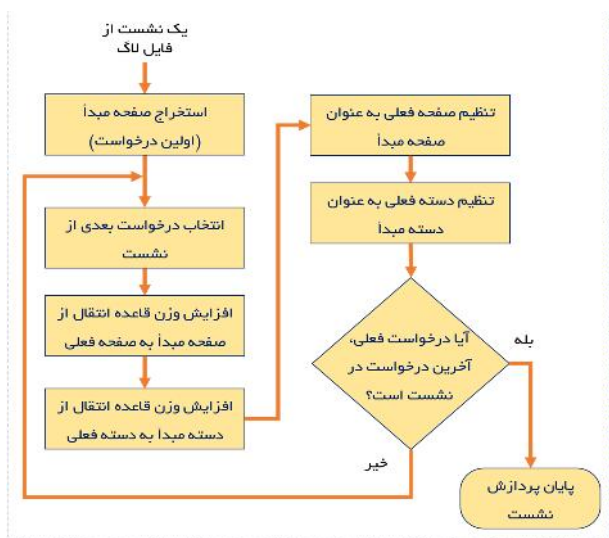 یک نشست از
فایل لاگ
استخراج صفحه مبدأ
(اولین درخواست)
انتخاب درخواست بعدی از
نشست
افزایش وزن قاعده انتقال از
صفحه مبدأ به صفحه فعلی
افزایش وزن قاعده انتقال از
دسته مبدأ به دسته فعلی
تنظیم صفحه فعلی به عنوان
صفحه مبدأ
تنظیم دسته فعلی به عنوان
دسته مبدأ
آیا درخواست فعلی،
آخرین درخواست در
نشست است؟
بله
خیر
پایان پردازش
نشست